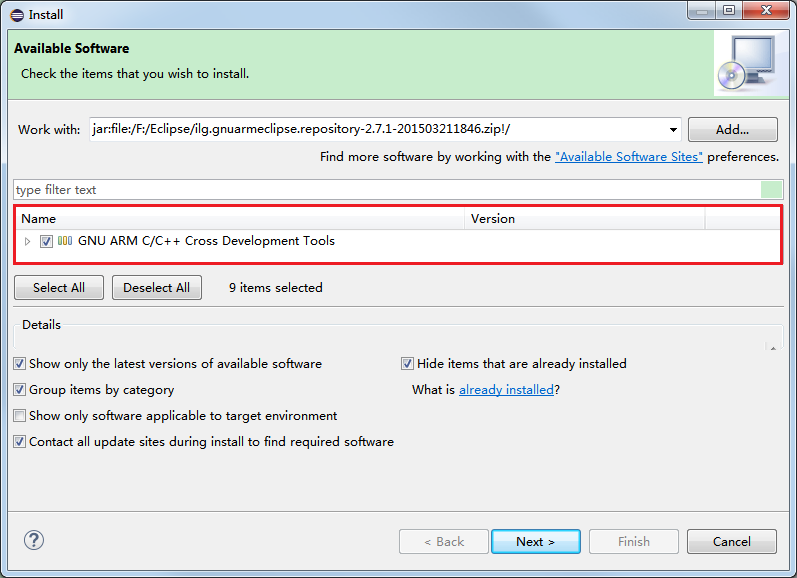 Install
Available Software
Check the items that you wish to install.
Work with: jar:file:/F:/Eclipse/ilg.gnuarmeclipse.repository-2.7.1-201503211846.zip!/ Add...
Find more software by working with the "Available Software Sites" preferences.
type filter text
Name Version
GNU ARM C/C++ Cross Development Tools
Select All Deselect All 9 items selected
Details
Show only the latest versions of available software Hide items that are already installed
Group items by category What is already installed?
Show only software applicable to target environment
Contact all update sites during install to find required software
? < Back Next > Finish Cancel